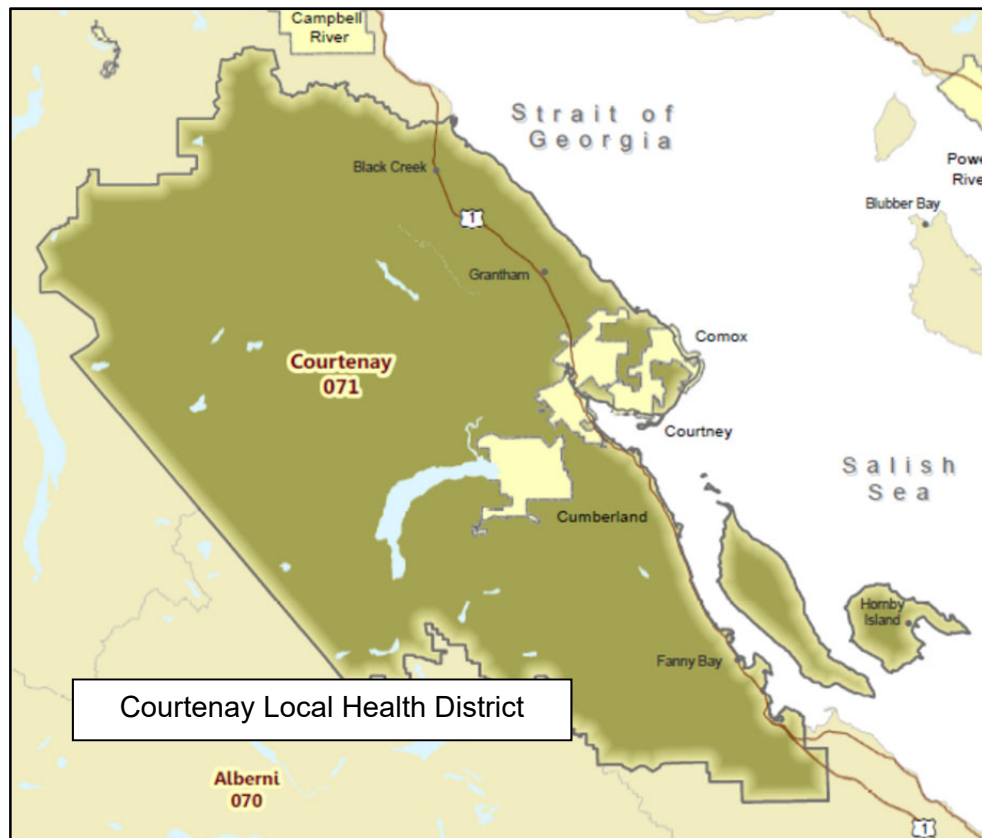 Campbell
River
Strait of
Georgia
Black Creek
Powe
Rive
Blubber Bay
1
Grantham
Comox
Courtenay
071
Courtney
Salish
Sea
Cumberland
Hornby
Island
Fanny Bay
Courtenay Local Health District
Alberni
070
1